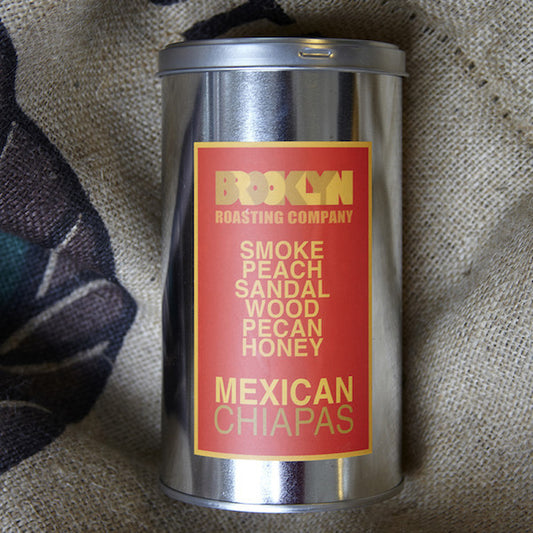 BROOKLYN
ROASTING COMPANY
SMOKE
PEACH
SANDAL
WOOD
PECAN
HONEY
MEXICAN
CHIAPAS